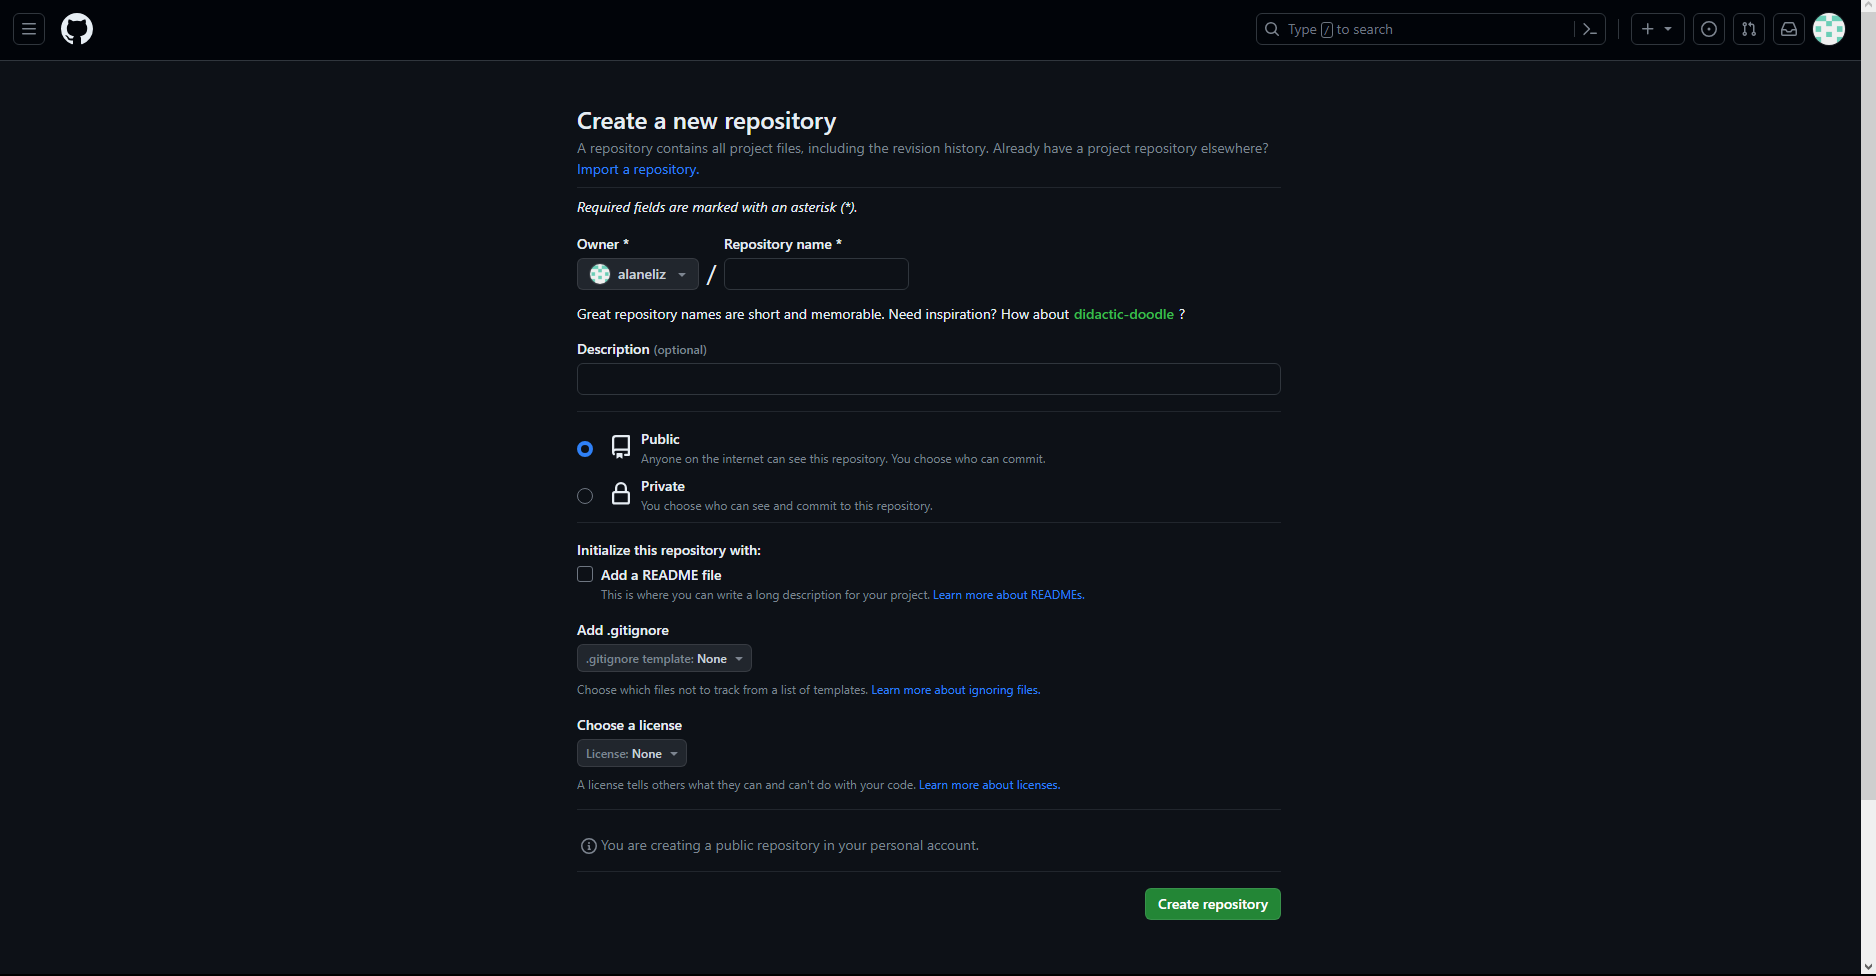 Type / to search
Create a new repository
A repository contains all project files, including the revision history. Already have a project repository elsewhere?
Import a repository.
Required fields are marked with an asterisk (*).
Owner * Repository name *
alaneliz /
Great repository names are short and memorable. Need inspiration? How about didactic-doodle ?
Description (optional)
Public
Anyone on the internet can see this repository. You choose who can commit.
Private
You choose who can see and commit to this repository.
Initialize this repository with:
Add a README file
This is where you can write a long description for your project. Learn more about READMEs.
Add .gitignore
.gitignore template: None
Choose which files not to track from a list of templates. Learn more about ignoring files.
Choose a license
License: None
A license tells others what they can and can't do with your code. Learn more about licenses.
You are creating a public repository in your personal account.
Create repository